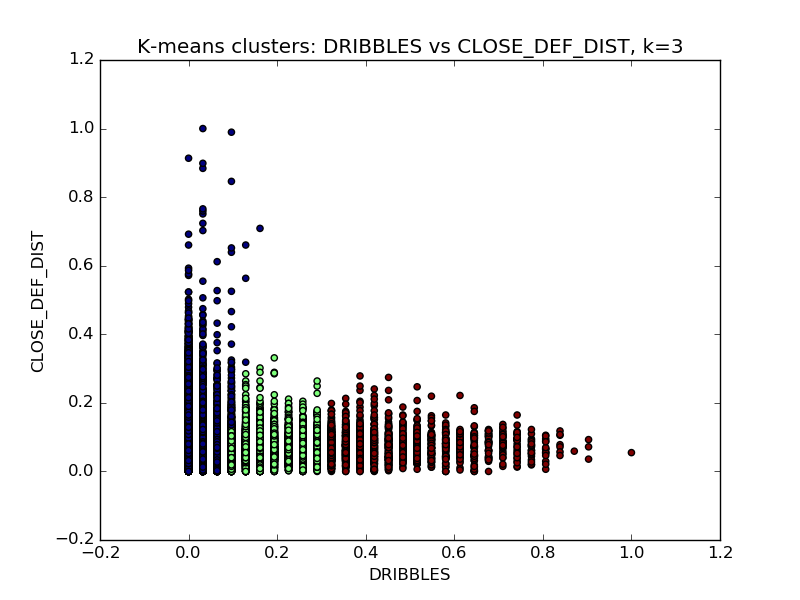 K-means clusters: DRIBBLES vs CLOSE_DEF_DIST, k=3
1.2
1.0
0.8
0.6
0.4
0.2
0.0
−0.2
CLOSE_DEF_DIST
−0.2 0.0 0.2 0.4 0.6 0.8 1.0 1.2
DRIBBLES